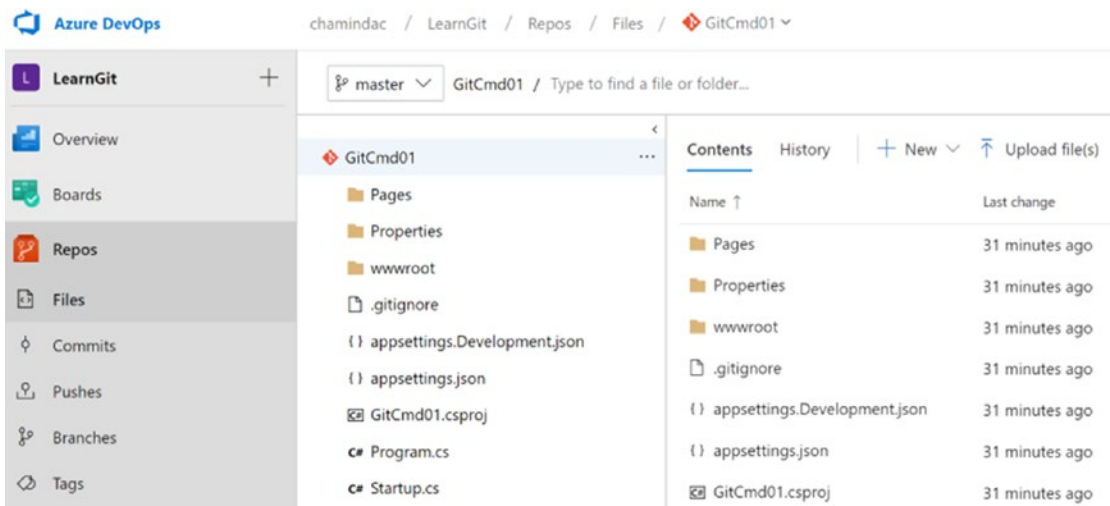 Azure DevOps
chamindac / LearnGit / Repos / Files / GitCmd01
L LearnGit +
master GitCmd01 / Type to find a file or folder...
Overview
Boards
Repos
Files
Commits
Pushes
Branches
Tags
GitCmd01 ...
Pages
Properties
wwwroot
.gitignore
{ } appsettings.Development.json
{ } appsettings.json
C# GitCmd01.csproj
C# Program.cs
C# Startup.cs
Contents History + New Upload file(s)
Name ↑ Last change
Pages 31 minutes ago
Properties 31 minutes ago
wwwroot 31 minutes ago
.gitignore 31 minutes ago
{ } appsettings.Development.json 31 minutes ago
{ } appsettings.json 31 minutes ago
C# GitCmd01.csproj 31 minutes ago